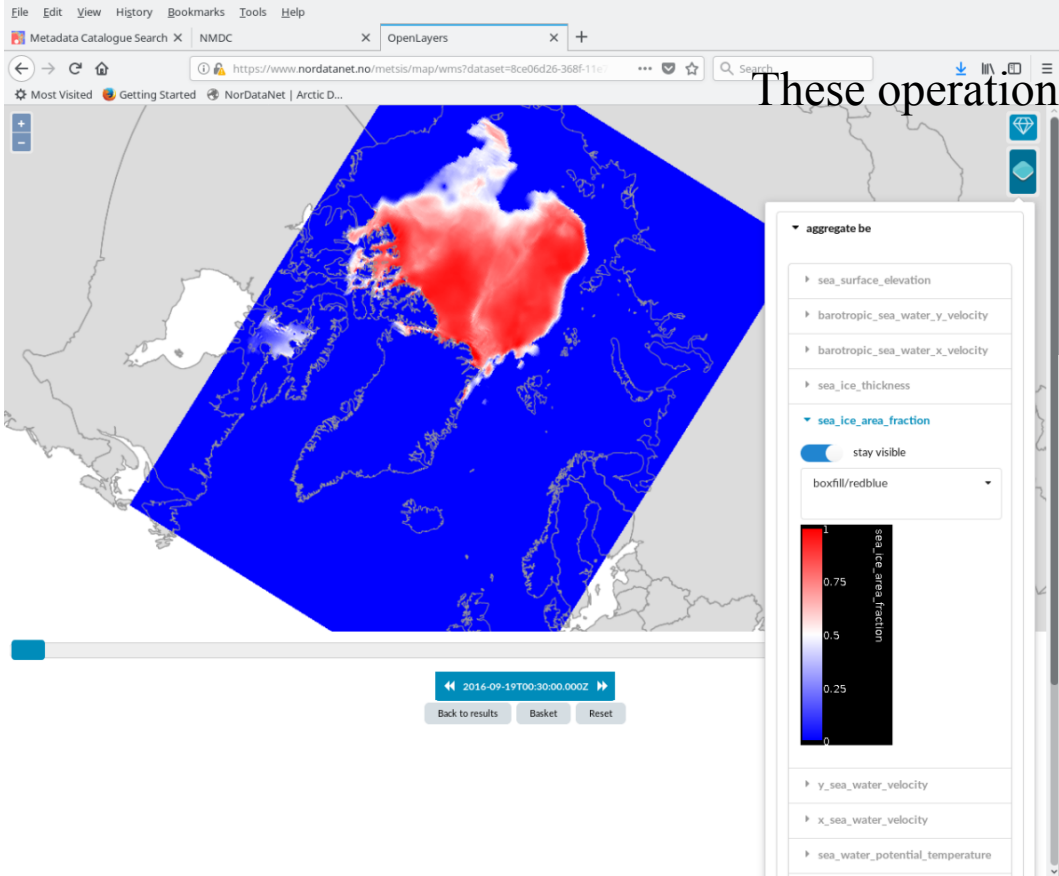 File Edit View History Bookmarks Tools Help
Metadata Catalogue Search NMDC OpenLayers
https://www.nordatanet.no/metsis/map/wms?dataset=8ce06d26-368f-11e Search
Most Visited Getting Started NorDataNet | Arctic D...
These operation
+
-
aggregate be
sea_surface_elevation
barotropic_sea_water_y_velocity
barotropic_sea_water_x_velocity
sea_ice_thickness
sea_ice_area_fraction
stay visible
boxfill/redblue
sea_ice_area_fraction
1
0.75
0.5
0.25
0
2016-09-19T00:30:00.000Z
Back to results Basket Reset
y_sea_water_velocity
x_sea_water_velocity
sea_water_potential_temperature